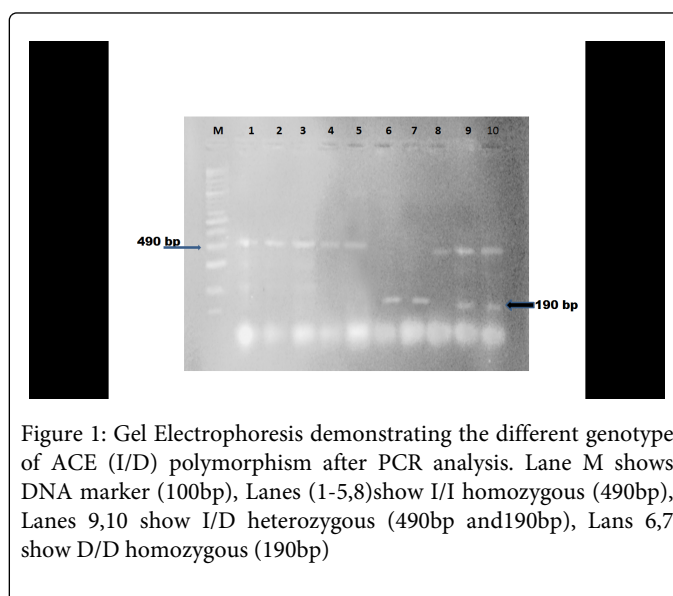 M 1 2 3 4 5 6 7 8 9 10
490 bp
190 bp
Figure 1: Gel Electrophoresis demonstrating the different genotype
of ACE (I/D) polymorphism after PCR analysis. Lane M shows
DNA marker (100bp), Lanes (1-5,8)show I/I homozygous (490bp),
Lanes 9,10 show I/D heterozygous (490bp and190bp), Lans 6,7
show D/D homozygous (190bp)